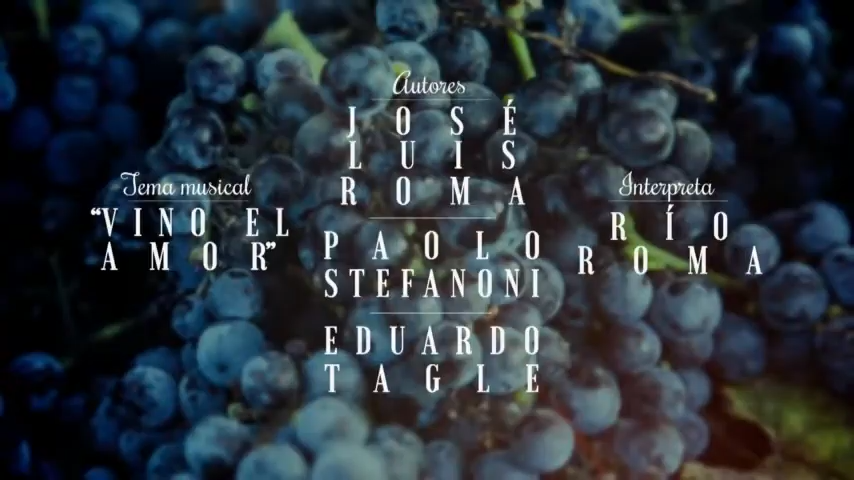 Tema musical
“VINO EL
AMOR”
Autores
JOSÉ
LUIS
ROMA
PAOLO
STEFANONI
EDUARDO
TAGLE
Interpreta
RÍO
ROMA